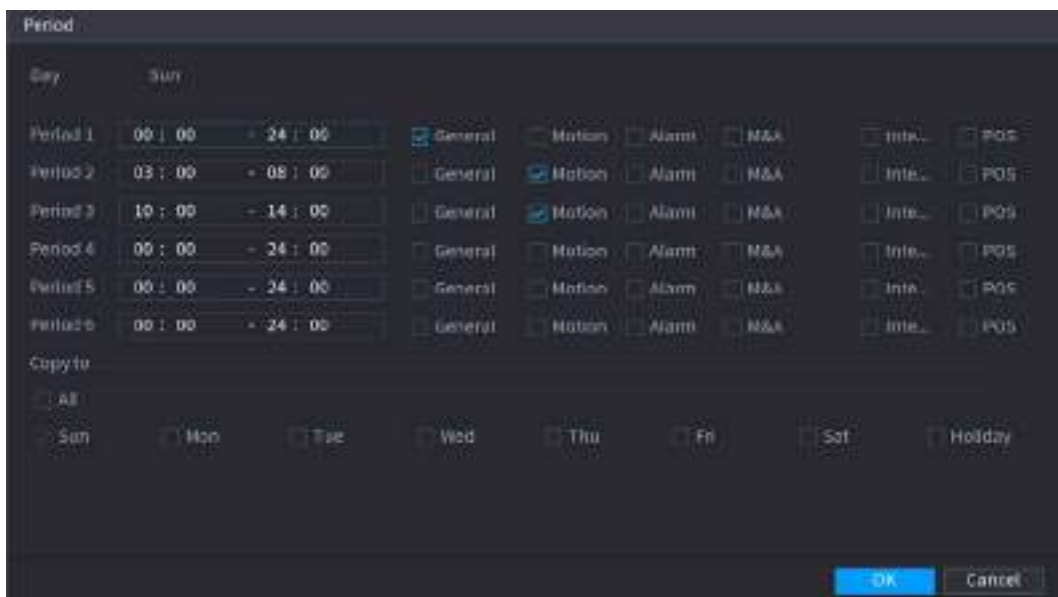 Period
Day Sun
Period 1 00 : 00 - 24 : 00 General Motion Alarm M&A Inte... POS
Period 2 03 : 00 - 08 : 00 General Motion Alarm M&A Inte... POS
Period 3 10 : 00 - 14 : 00 General Motion Alarm M&A Inte... POS
Period 4 00 : 00 - 24 : 00 General Motion Alarm M&A Inte... POS
Period 5 00 : 00 - 24 : 00 General Motion Alarm M&A Inte... POS
Period 6 00 : 00 - 24 : 00 General Motion Alarm M&A Inte... POS
Copy to
All
Sun Mon Tue Wed Thu Fri Sat Holiday
OK Cancel